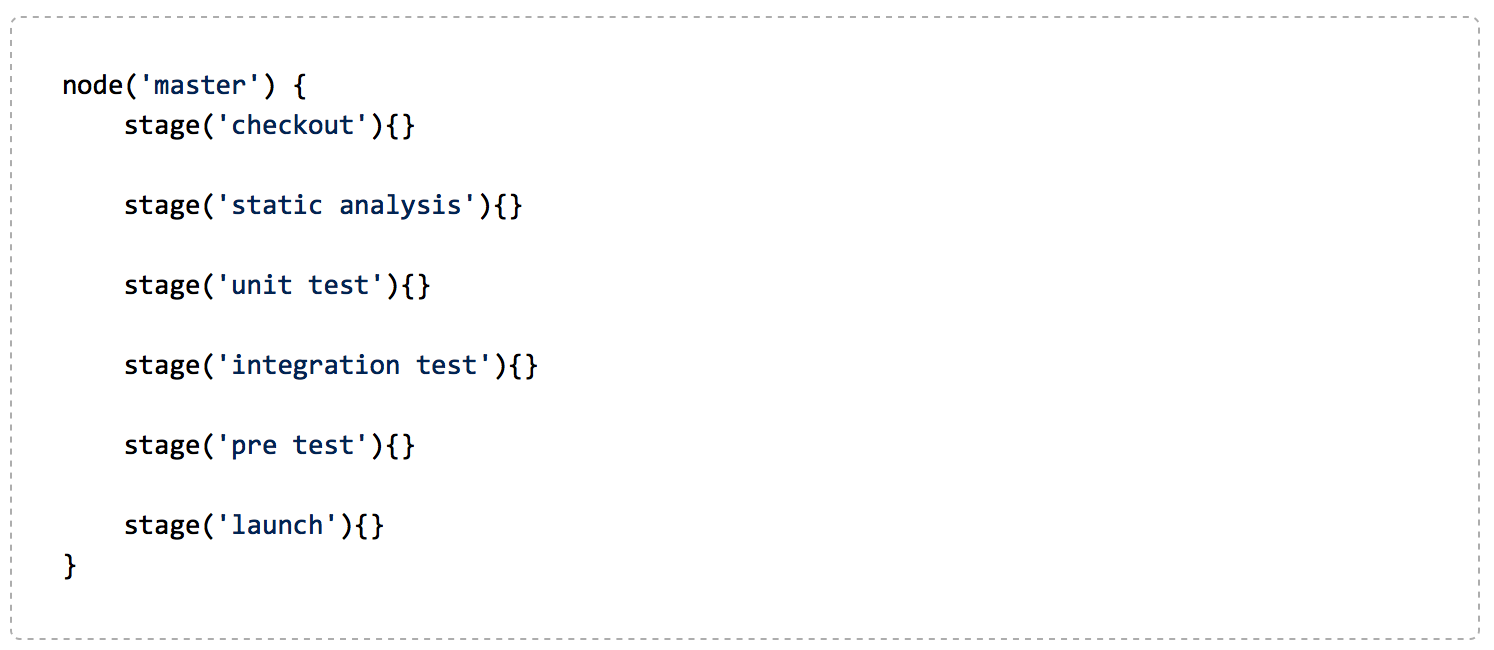 node('master') {
    stage('checkout'){}
    stage('static analysis'){}
    stage('unit test'){}
    stage('integration test'){}
    stage('pre test'){}
    stage('launch'){}
}